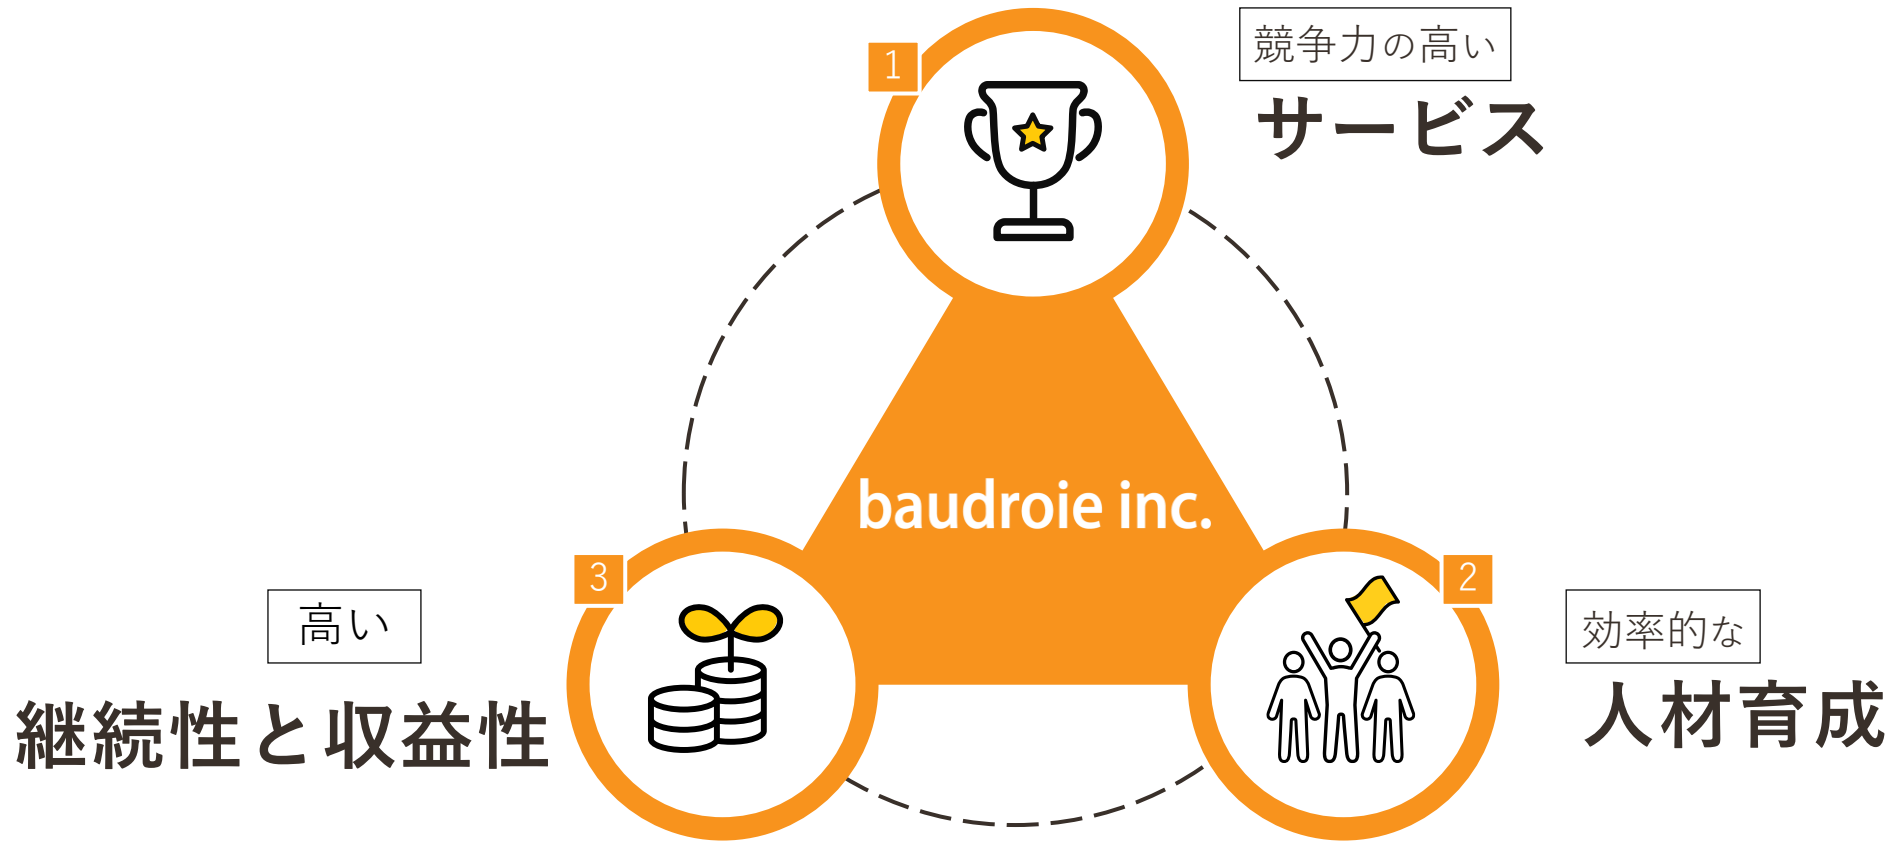 1
競争力の高い
サービス
baudroie inc.
2
効率的な
人材育成
3
高い
継続性と収益性